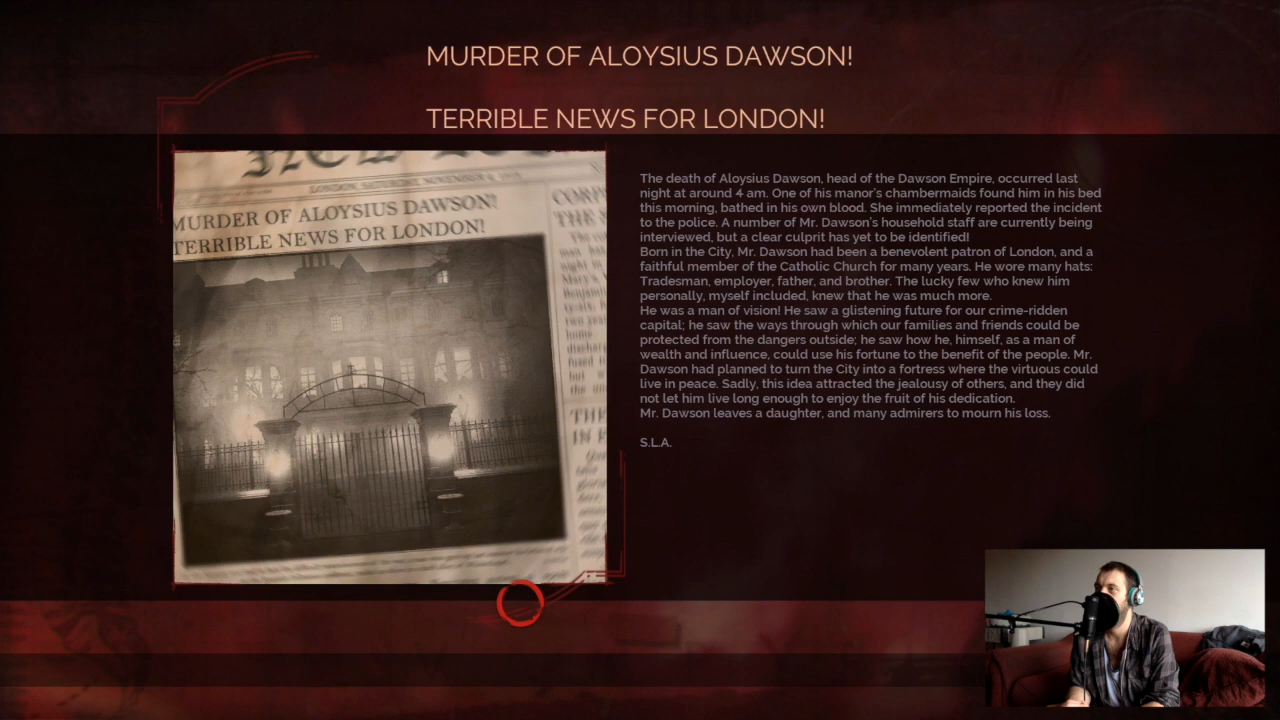 MURDER OF ALOYSIUS DAWSON!
TERRIBLE NEWS FOR LONDON!
MURDER OF ALOYSIUS DAWSON!
TERRIBLE NEWS FOR LONDON!
The death of Aloysius Dawson, head of the Dawson Empire, occurred last
night at around 4 am. One of his manor's chambermaids found him in his bed
this morning, bathed in his own blood. She immediately reported the incident
to the police. A number of Mr. Dawson's household staff are currently being
interviewed, but a clear culprit has yet to be identified!
Born in the City, Mr. Dawson had been a benevolent patron of London, and a
faithful member of the Catholic Church for many years. He wore many hats:
Tradesman, employer, father, and brother. The lucky few who knew him
personally, myself included, knew that he was much more.
He was a man of vision! He saw a glistening future for our crime-ridden
capital; he saw the ways through which our families and friends could be
protected from the dangers outside; he saw how he, himself, as a man of
wealth and influence, could use his fortune to the benefit of the people. Mr.
Dawson had planned to turn the City into a fortress where the virtuous could
live in peace. Sadly, this idea attracted the jealousy of others, and they did
not let him live long enough to enjoy the fruit of his dedication.
Mr. Dawson leaves a daughter, and many admirers to mourn his loss.
S.L.A.